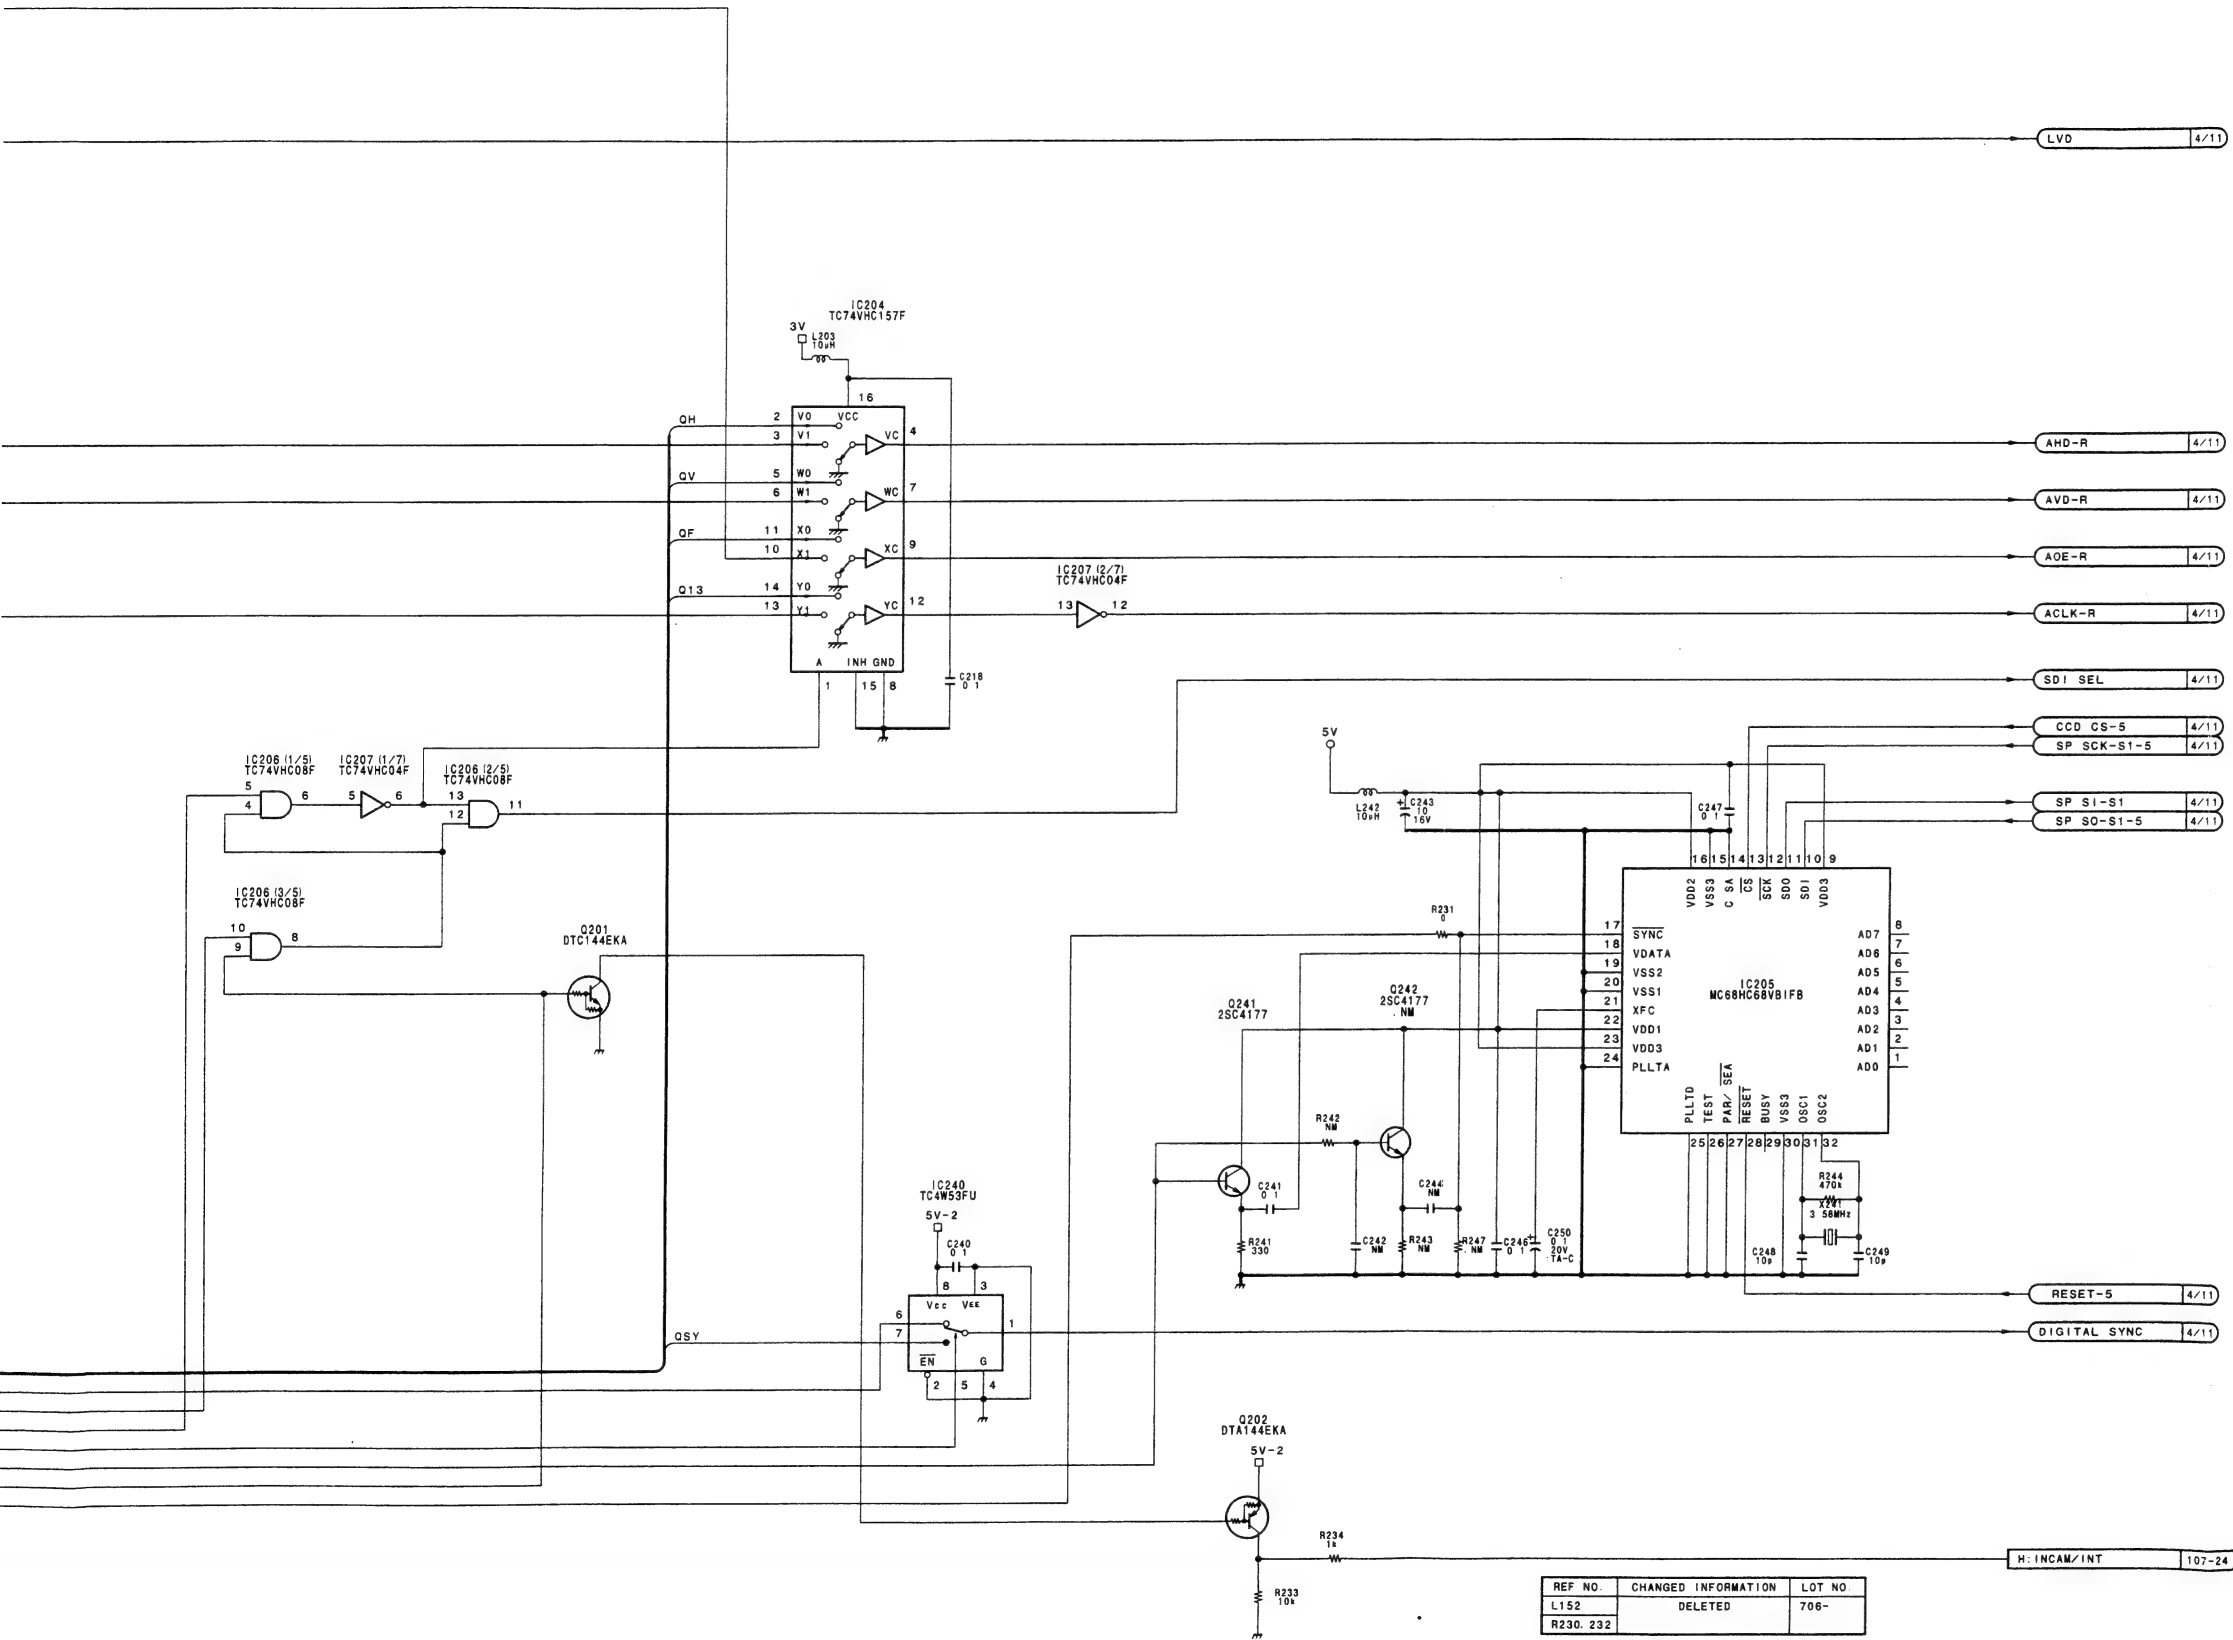 LVD 4/11
IC204
TC74VHC157F
3V
L203
10μH
16
QH 2 V0 VCC
3 V1 VC 4
AHD-R 4/11
QV 5 W0
6 W1 WC 7
AVD-R 4/11
QF 11 X0
10 X1 XC 9
AOE-R 4/11
IC207 (2/7)
TC74VHC04F
Q13 14 Y0
13 Y1 YC 12
13 12
ACLK-R 4/11
A INH GND
1 15 8
C218
0 1
SDI SEL 4/11
CCD CS-5 4/11
SP SCK-S1-5 4/11
SP SI-S1 4/11
SP SO-S1-5 4/11
IC206 (1/5)
TC74VHC08F
5
4
6
IC207 (1/7)
TC74VHC04F
5 6
IC206 (2/5)
TC74VHC08F
13
12
11
IC206 (3/5)
TC74VHC08F
10
9
8
Q201
DTC144EKA
5V
L242
10μH
C243
10
16V
C247
0 1
16 15 14 13 12 11 10 9
VDD2 VSS3 C SA CS SCK SDO SDI VDD3
R231
0
17 SYNC
18 VDATA
19 VSS2
20 VSS1
21 XFC
22 VDD1
23 VDD3
24 PLLTA
IC205
MC68HC68VBIFB
AD7 8
AD6 7
AD5 6
AD4 5
AD3 4
AD2 3
AD1 2
AD0 1
PLLTD TEST PAR/SEA RESET BUSY VSS3 OSC1 OSC2
25 26 27 28 29 30 31 32
Q241
2SC4177
Q242
2SC4177
NM
R242
NM
C241
0 1
C244
NM
R241
330
C242
NM
R243
NM
R247
NM
C246
0 1
C250
0 1
20V
TA-C
R244
470k
X241
3 58MHz
C248
10p
C249
10p
IC240
TC4W53FU
5V-2
C240
0 1
8 3
Vcc VEE
6
7
1
EN G
2 5 4
QSY
RESET-5 4/11
DIGITAL SYNC 4/11
Q202
DTA144EKA
5V-2
R234
1k
R233
10k
H:INCAM/INT 107-24
REF NO. CHANGED INFORMATION LOT NO.
L152 DELETED 706-
R230. 232